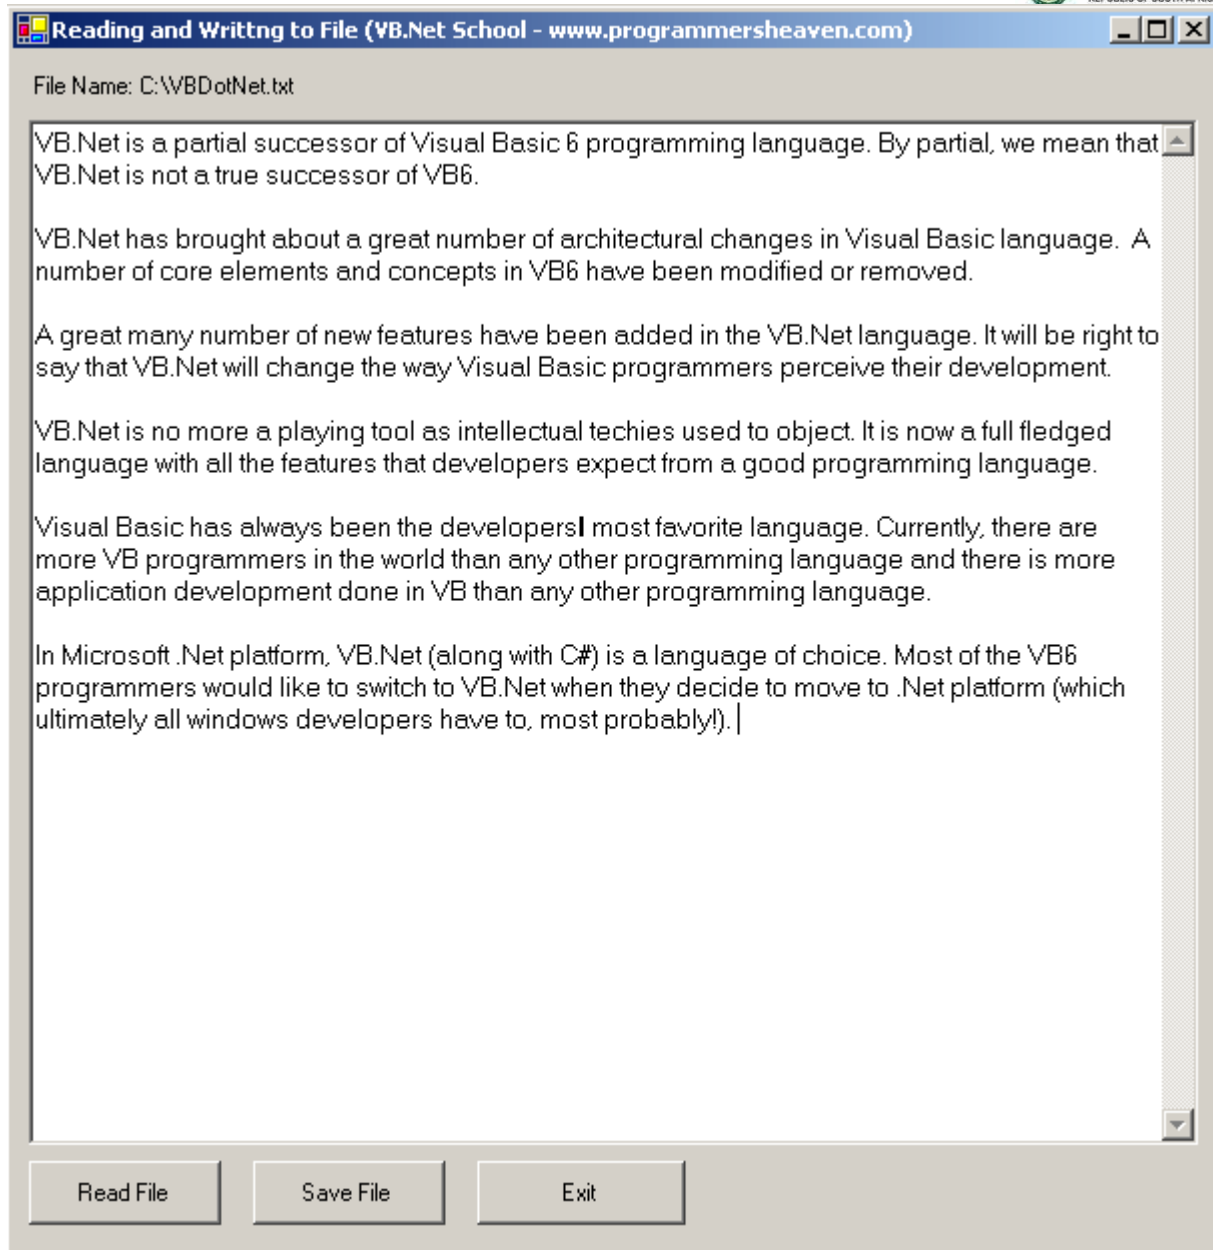 Reading and Writtng to File (VB.Net School - www.programmersheaven.com)
File Name: C:\VBDotNet.txt
VB.Net is a partial successor of Visual Basic 6 programming language. By partial, we mean that
VB.Net is not a true successor of VB6.
VB.Net has brought about a great number of architectural changes in Visual Basic language.  A
number of core elements and concepts in VB6 have been modified or removed.
A great many number of new features have been added in the VB.Net language. It will be right to
say that VB.Net will change the way Visual Basic programmers perceive their development.
VB.Net is no more a playing tool as intellectual techies used to object. It is now a full fledged
language with all the features that developers expect from a good programming language.
Visual Basic has always been the developers most favorite language. Currently, there are
more VB programmers in the world than any other programming language and there is more
application development done in VB than any other programming language.
In Microsoft .Net platform, VB.Net (along with C#) is a language of choice. Most of the VB6
programmers would like to switch to VB.Net when they decide to move to .Net platform (which
ultimately all windows developers have to, most probably!).
Read File
Save File
Exit